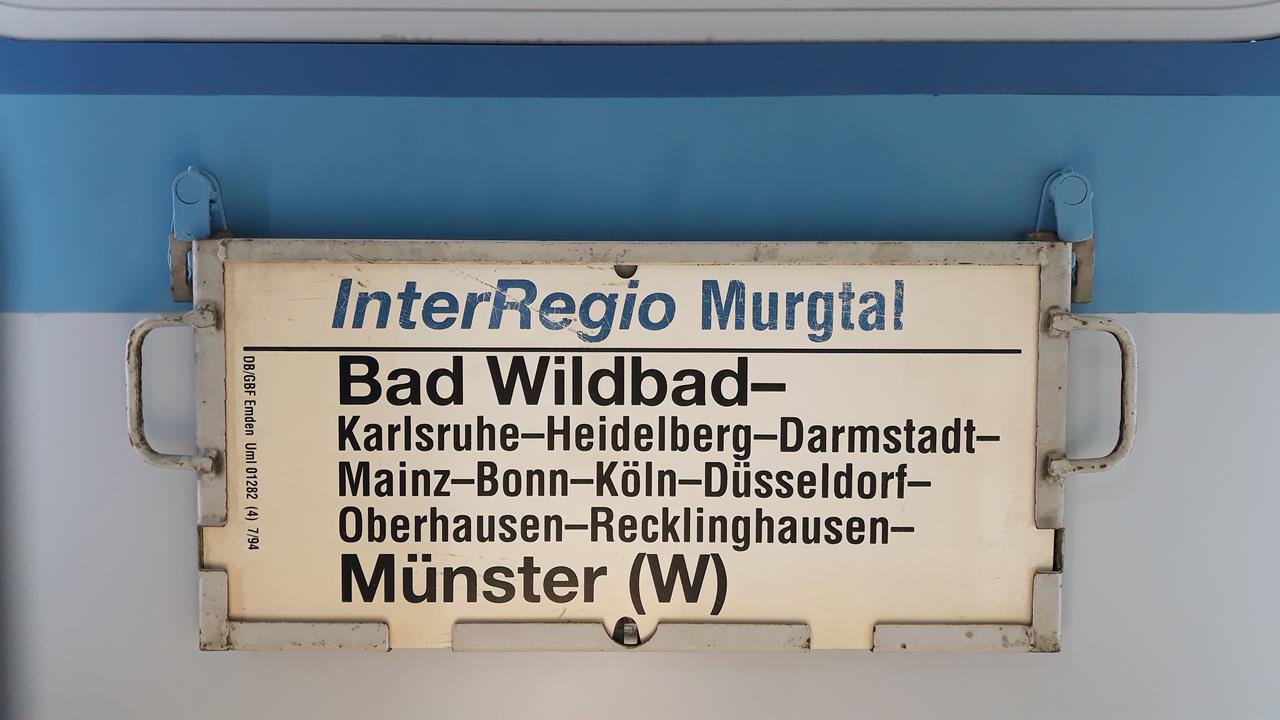 InterRegio Murgtal
Bad Wildbad–
Karlsruhe–Heidelberg–Darmstadt–
Mainz–Bonn–Köln–Düsseldorf–
Oberhausen–Recklinghausen–
Münster (W)
DB/GBF Emden Uml 01282 (4) 7/94